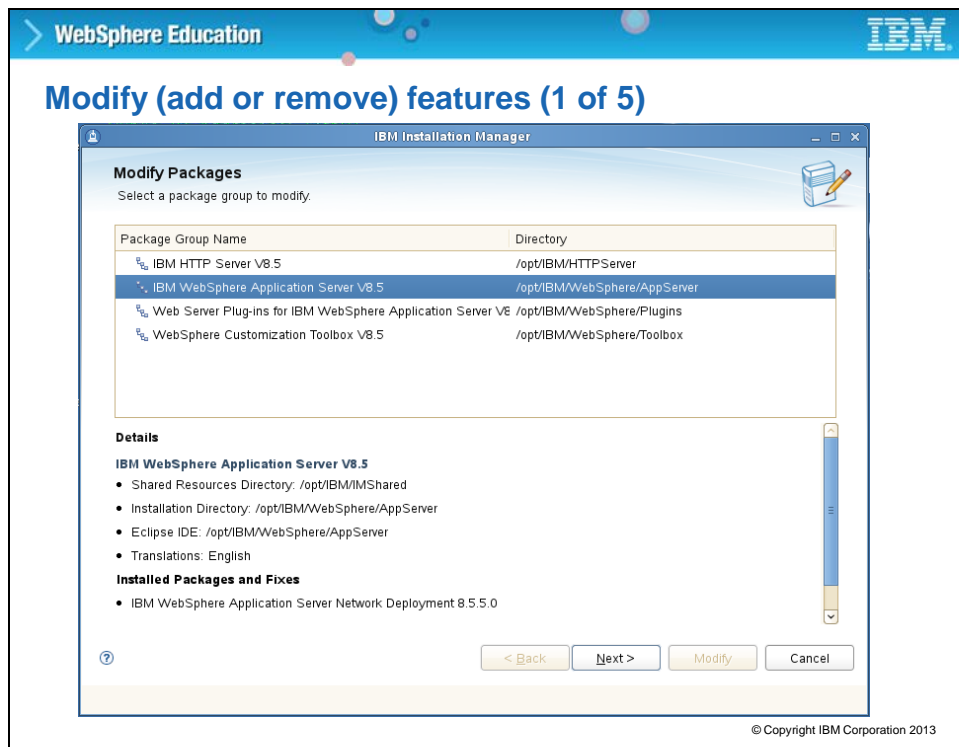 WebSphere Education
IBM.
Modify (add or remove) features (1 of 5)
IBM Installation Manager
Modify Packages
Select a package group to modify.
Package Group Name Directory
IBM HTTP Server V8.5 /opt/IBM/HTTPServer
IBM WebSphere Application Server V8.5 /opt/IBM/WebSphere/AppServer
Web Server Plug-ins for IBM WebSphere Application Server V8 /opt/IBM/WebSphere/Plugins
WebSphere Customization Toolbox V8.5 /opt/IBM/WebSphere/Toolbox
Details
IBM WebSphere Application Server V8.5
• Shared Resources Directory: /opt/IBM/IMShared
• Installation Directory: /opt/IBM/WebSphere/AppServer
• Eclipse IDE: /opt/IBM/WebSphere/AppServer
• Translations: English
Installed Packages and Fixes
• IBM WebSphere Application Server Network Deployment 8.5.5.0
? < Back Next > Modify Cancel
© Copyright IBM Corporation 2013